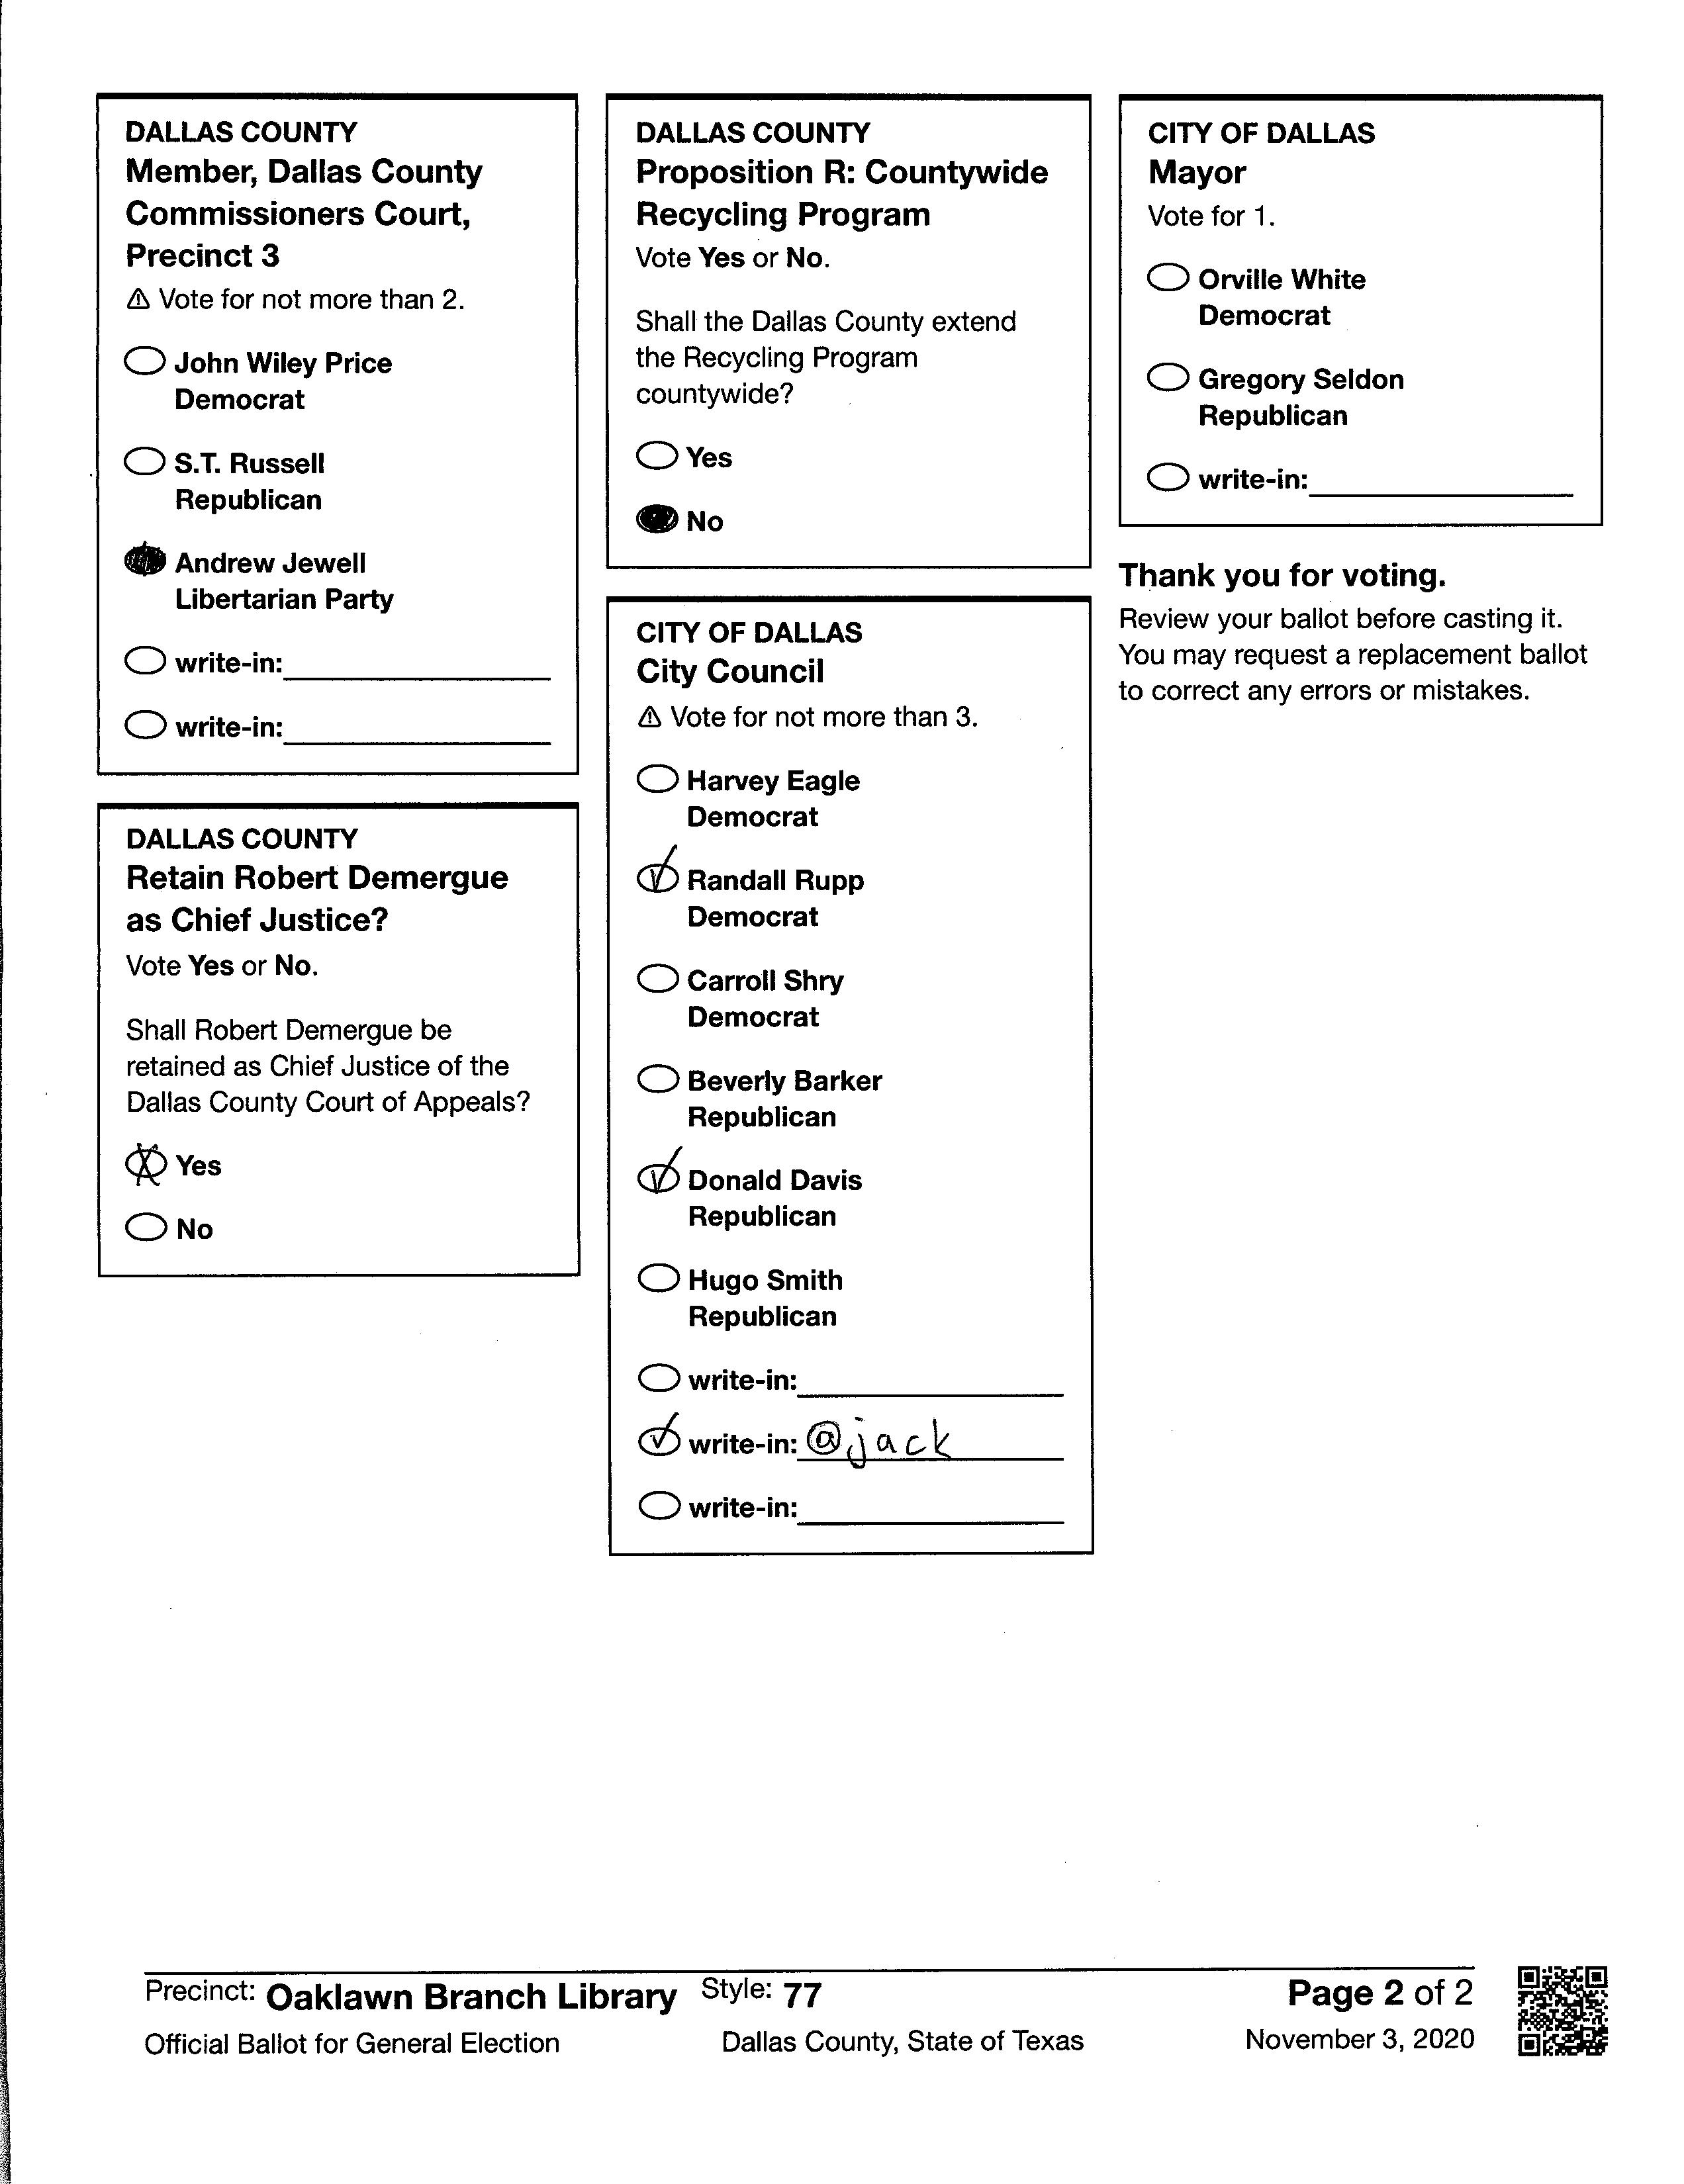 DALLAS COUNTY
Member, Dallas County
Commissioners Court,
Precinct 3
⚠ Vote for not more than 2.
John Wiley Price
Democrat
S.T. Russell
Republican
Andrew Jewell
Libertarian Party
write-in:
write-in:
DALLAS COUNTY
Retain Robert Demergue
as Chief Justice?
Vote Yes or No.
Shall Robert Demergue be
retained as Chief Justice of the
Dallas County Court of Appeals?
Yes
No
DALLAS COUNTY
Proposition R: Countywide
Recycling Program
Vote Yes or No.
Shall the Dallas County extend
the Recycling Program
countywide?
Yes
No
CITY OF DALLAS
City Council
⚠ Vote for not more than 3.
Harvey Eagle
Democrat
Randall Rupp
Democrat
Carroll Shry
Democrat
Beverly Barker
Republican
Donald Davis
Republican
Hugo Smith
Republican
write-in:
write-in: @jack
write-in:
CITY OF DALLAS
Mayor
Vote for 1.
Orville White
Democrat
Gregory Seldon
Republican
write-in:
Thank you for voting.
Review your ballot before casting it.
You may request a replacement ballot
to correct any errors or mistakes.
Precinct: Oaklawn Branch Library Style: 77 Page 2 of 2
Official Ballot for General Election Dallas County, State of Texas November 3, 2020